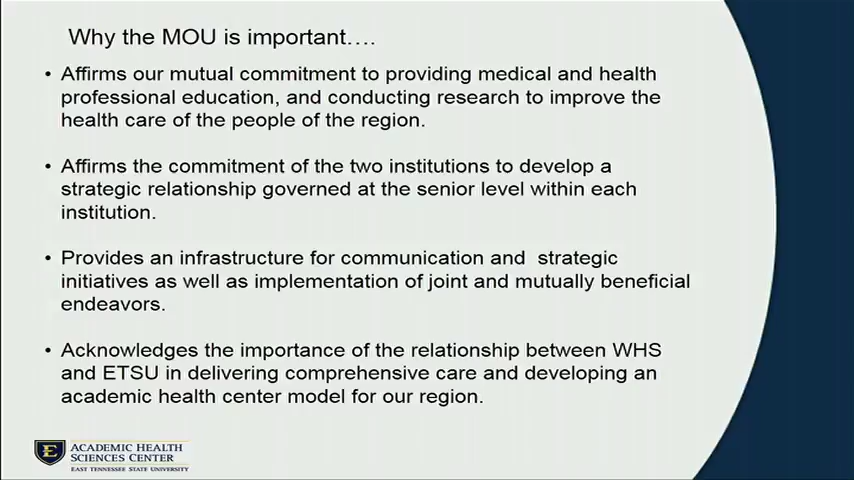 Why the MOU is important….
• Affirms our mutual commitment to providing medical and health
professional education, and conducting research to improve the
health care of the people of the region.
• Affirms the commitment of the two institutions to develop a
strategic relationship governed at the senior level within each
institution.
• Provides an infrastructure for communication and  strategic
initiatives as well as implementation of joint and mutually beneficial
endeavors.
• Acknowledges the importance of the relationship between WHS
and ETSU in delivering comprehensive care and developing an
academic health center model for our region.
E
ACADEMIC HEALTH
SCIENCES CENTER
EAST TENNESSEE STATE UNIVERSITY